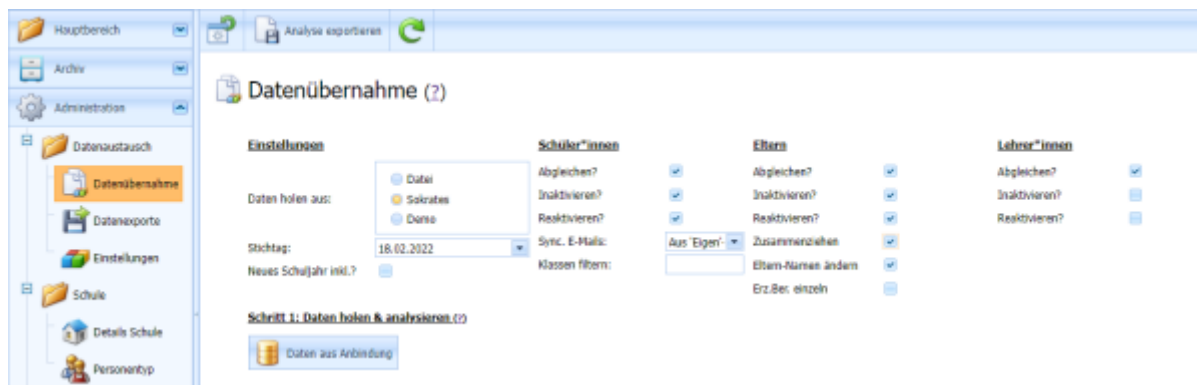 Hauptbereich
Archiv
Administration
Datenaustausch
Datenübernahme
Datenexporte
Einstellungen
Schule
Details Schule
Personentyp
Analyse exportieren
Datenübernahme (?)
Einstellungen
Daten holen aus:
Datei
Sokrates
Demo
Stichtag:
18.02.2022
Neues Schuljahr inkl.?
Schüler*innen
Abgleichen?
Inaktivieren?
Reaktivieren?
Sync. E-Mails:
Aus 'Eigen'-
Klassen filtern:
Eltern
Abgleichen?
Inaktivieren?
Reaktivieren?
Zusammenziehen
Eltern-Namen ändern
Erz.Ber. einzeln
Lehrer*innen
Abgleichen?
Inaktivieren?
Reaktivieren?
Schritt 1: Daten holen & analysieren (?)
Daten aus Anbindung